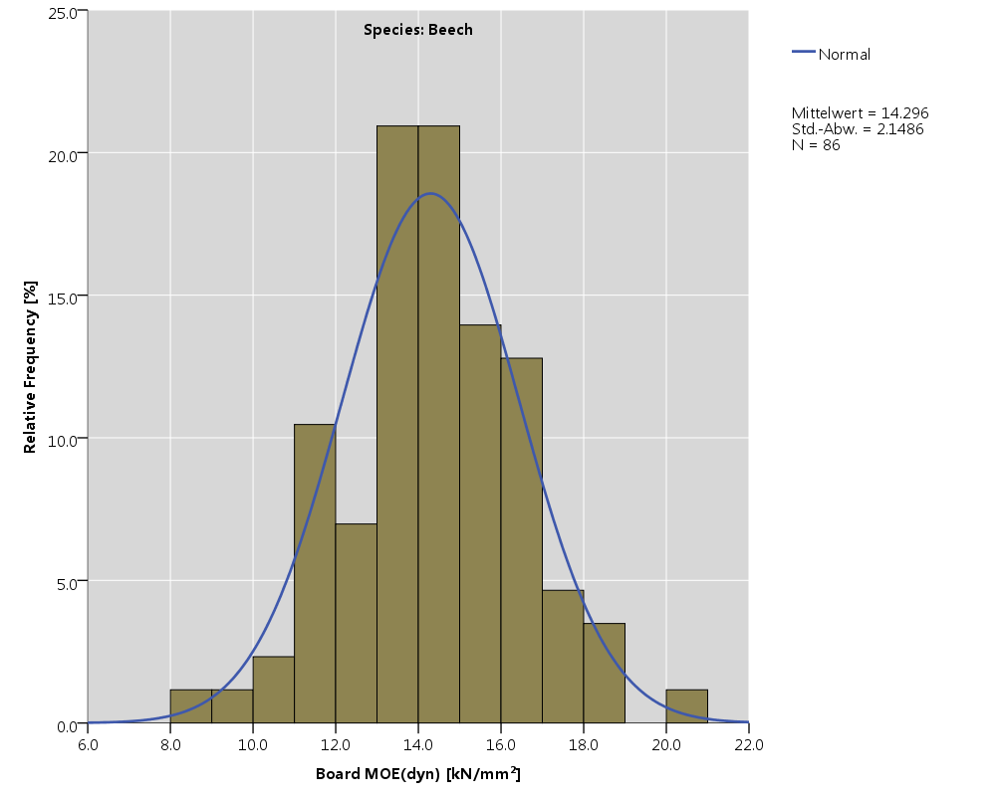 Species: Beech
25.0
20.0
15.0
10.0
5.0
0.0
Relative Frequency [%]
6.0 8.0 10.0 12.0 14.0 16.0 18.0 20.0 22.0
Board MOE(dyn) [kN/mm²]
Normal
Mittelwert = 14.296
Std.-Abw. = 2.1486
N = 86